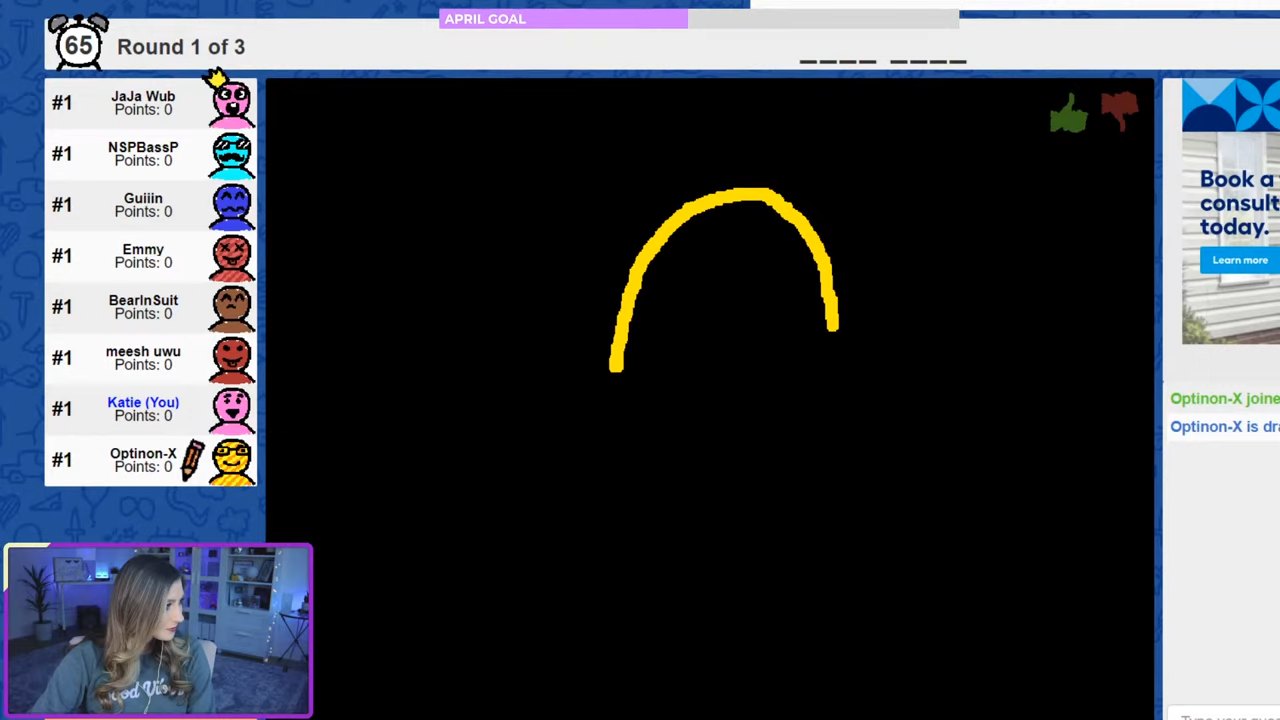 APRIL GOAL
65
Round 1 of 3
____ ____
#1
JaJa Wub
Points: 0
#1
NSPBassP
Points: 0
#1
Guiiin
Points: 0
#1
Emmy
Points: 0
#1
BearInSuit
Points: 0
#1
meesh uwu
Points: 0
#1
Katie (You)
Points: 0
#1
Optinon-X
Points: 0
Book a
consult
today.
Learn more
Optinon-X joine
Optinon-X is dra